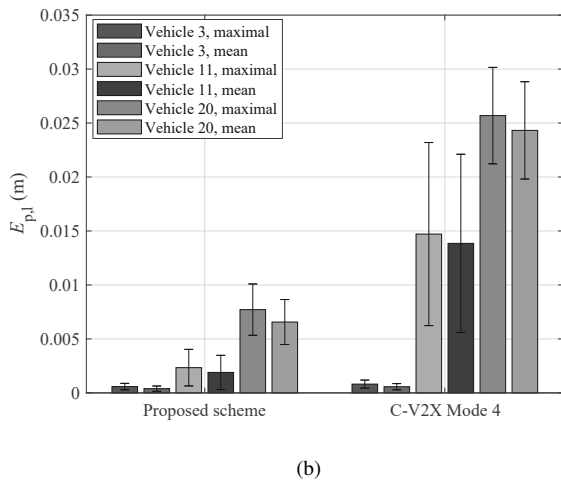 0.035
0.03
0.025
0.02
0.015
0.01
0.005
0
E_p,l (m)
Vehicle 3, maximal
Vehicle 3, mean
Vehicle 11, maximal
Vehicle 11, mean
Vehicle 20, maximal
Vehicle 20, mean
Proposed scheme
C-V2X Mode 4
(b)